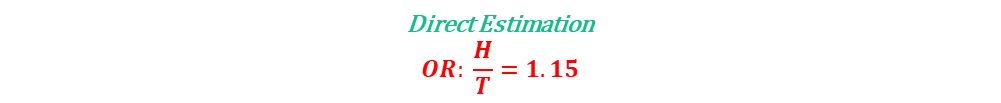 Direct Estimation
OR: H/T = 1.15